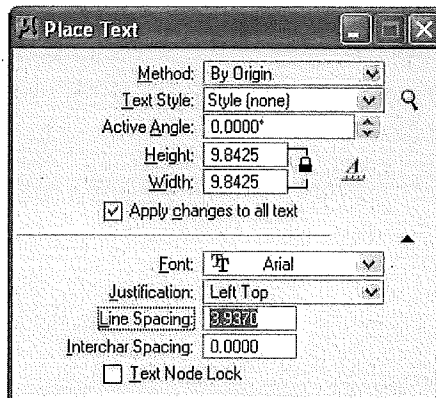 Place Text
Method: By Origin
Text Style: Style (none)
Active Angle: 0.0000°
Height: 9.8425
Width: 9.8425
Apply changes to all text
Font: Arial
Justification: Left Top
Line Spacing: 3.9370
Interchar Spacing: 0.0000
Text Node Lock